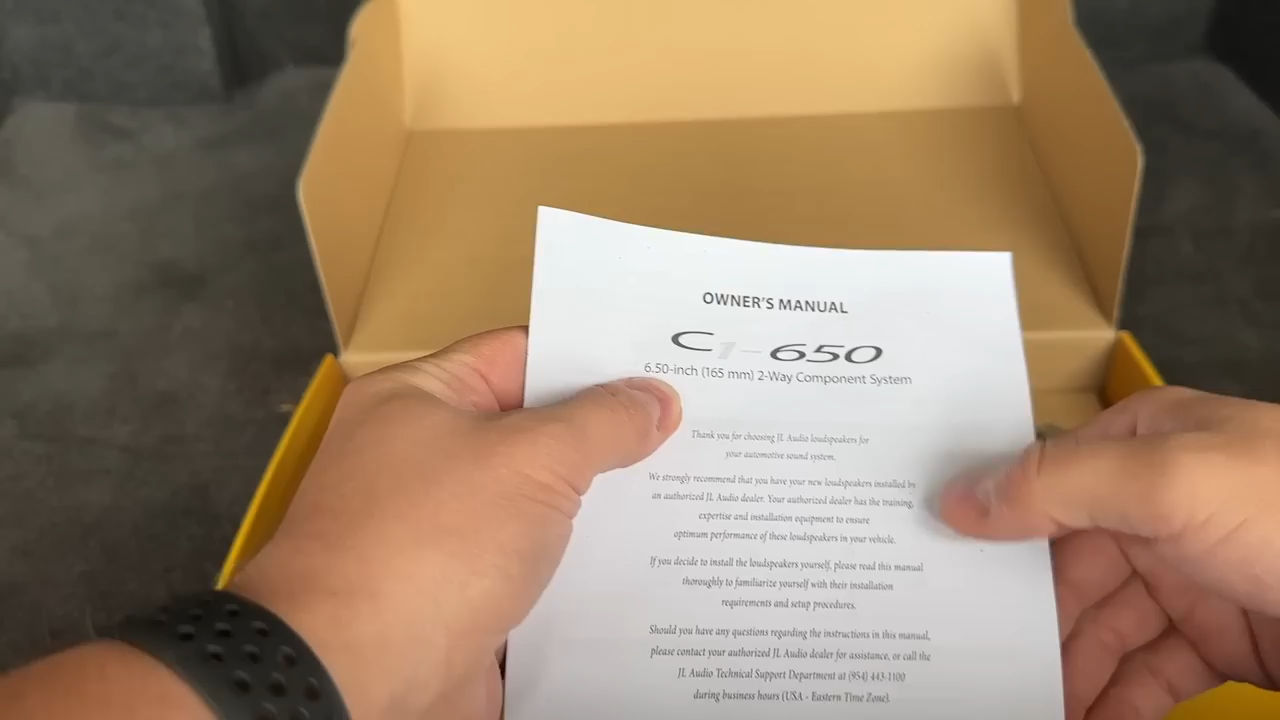 OWNER'S MANUAL
C1-650
6.50-inch (165 mm) 2-Way Component System
Thank you for choosing JL Audio loudspeakers for
your automotive sound system.
We strongly recommend that you have your new loudspeakers installed by
an authorized JL Audio dealer. Your authorized dealer has the training,
expertise and installation equipment to ensure
optimum performance of these loudspeakers in your vehicle.
If you decide to install the loudspeakers yourself, please read this manual
thoroughly to familiarize yourself with their installation
requirements and setup procedures.
Should you have any questions regarding the instructions in this manual,
please contact your authorized JL Audio dealer for assistance, or call the
JL Audio Technical Support Department at (954) 443-1100
during business hours (USA - Eastern Time Zone).